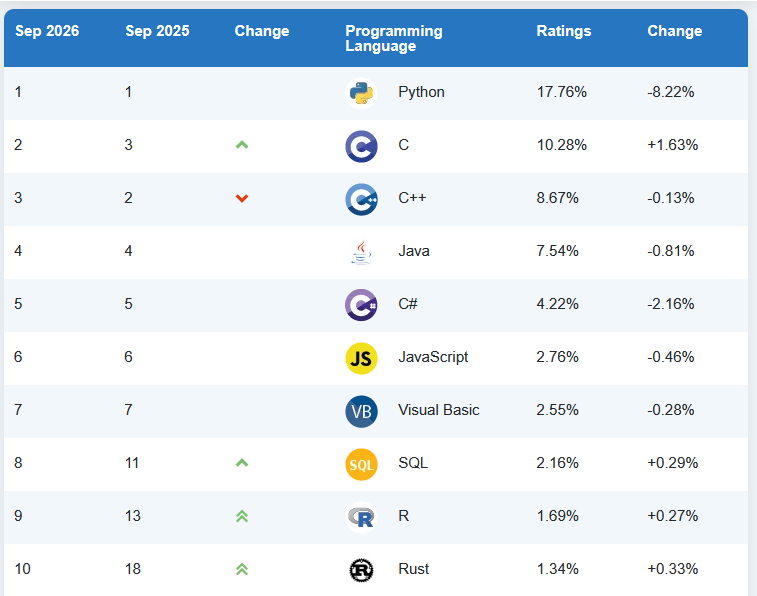 Sep 2026 Sep 2025 Change Programming Language Ratings Change
1 1 Python 17.76% -8.22%
2 3 C C 10.28% +1.63%
3 2 C++ C++ 8.67% -0.13%
4 4 Java 7.54% -0.81%
5 5 C# C# 4.22% -2.16%
6 6 JS JavaScript 2.76% -0.46%
7 7 VB Visual Basic 2.55% -0.28%
8 11 SQL SQL 2.16% +0.29%
9 13 R R 1.69% +0.27%
10 18 R Rust 1.34% +0.33%